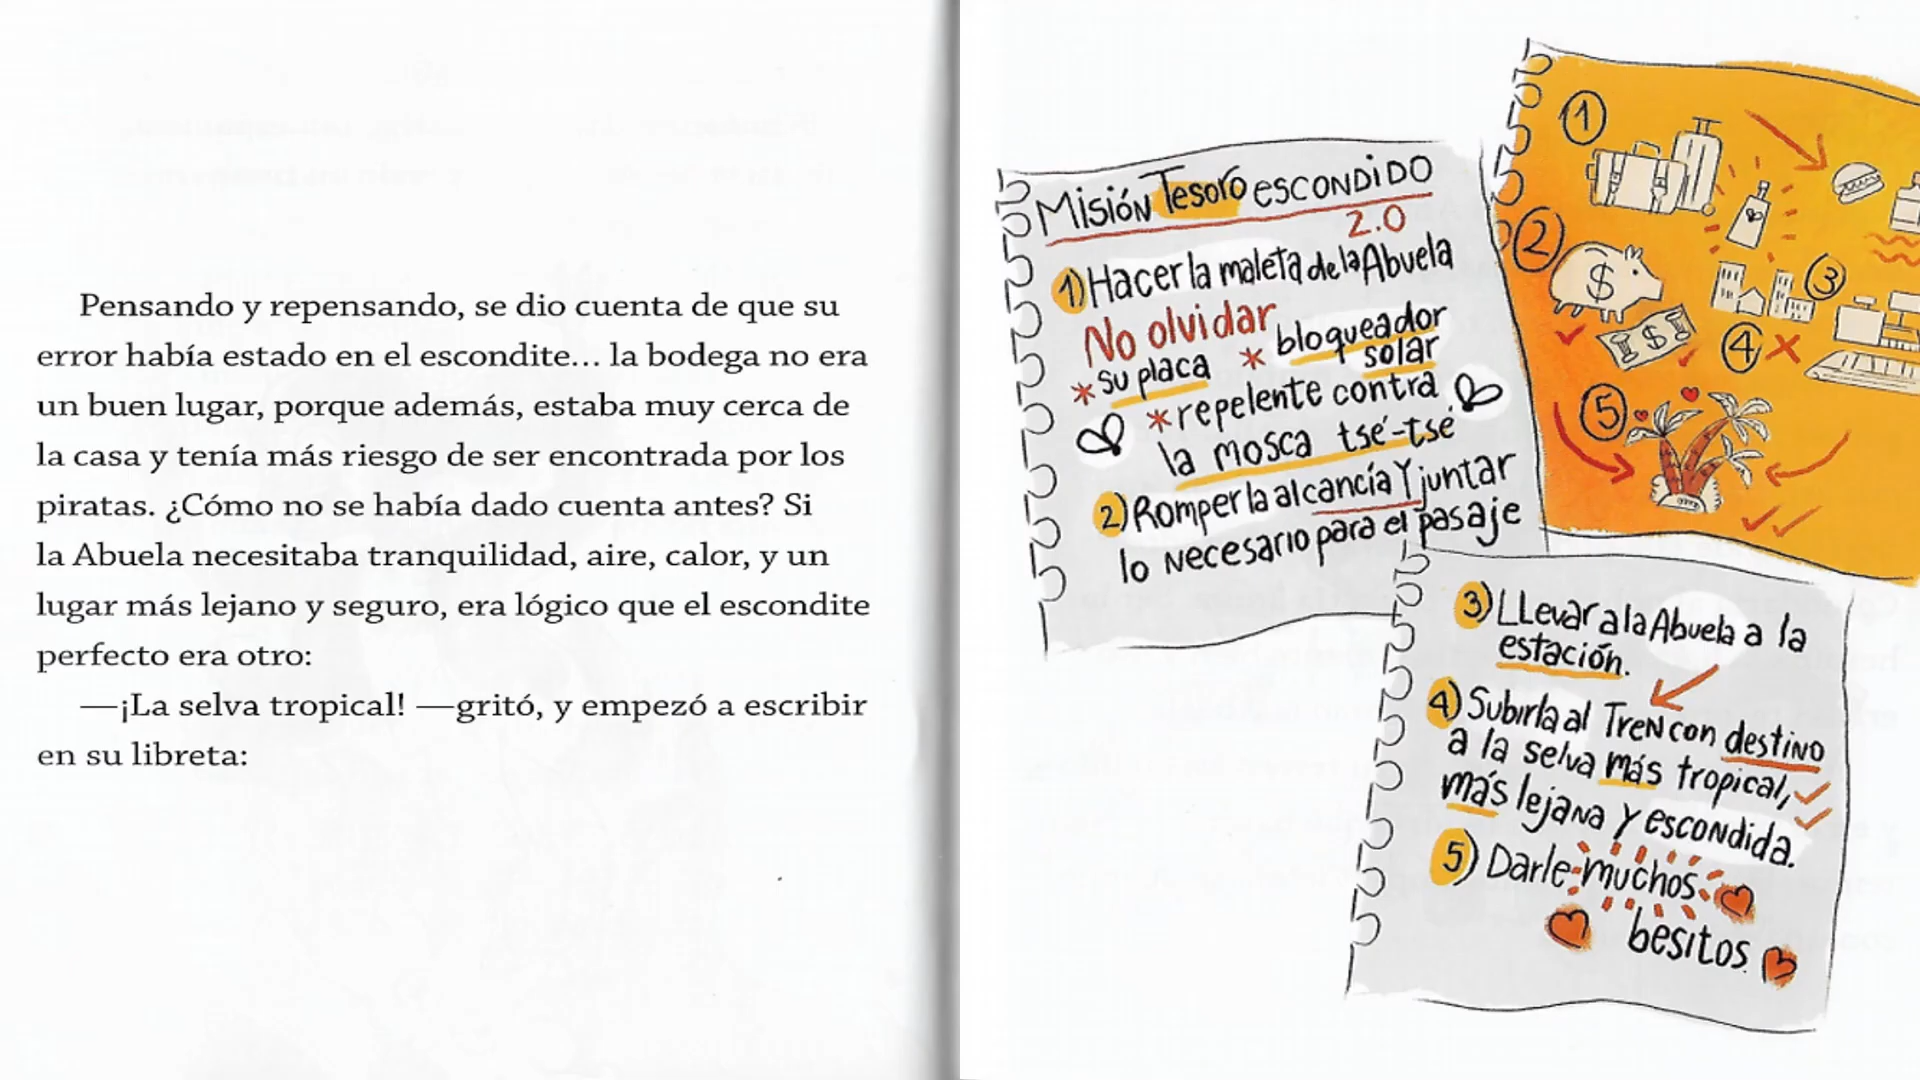 Pensando y repensando, se dio cuenta de que su
error había estado en el escondite... la bodega no era
un buen lugar, porque además, estaba muy cerca de
la casa y tenía más riesgo de ser encontrada por los
piratas. ¿Cómo no se había dado cuenta antes? Si
la Abuela necesitaba tranquilidad, aire, calor, y un
lugar más lejano y seguro, era lógico que el escondite
perfecto era otro:
—¡La selva tropical! —gritó, y empezó a escribir
en su libreta:
Misión Tesoro escondido
2.0
1) Hacer la maleta de la Abuela
No olvidar
* su placa * bloqueador
solar
* repelente contra
la mosca tsé-tsé
2) Romper la alcancía y juntar
lo necesario para el pasaje
3) Llevar a la Abuela a la
estación.
4) Subirla al Tren con destino
a la selva más tropical,
más lejana y escondida.
5) Darle muchos
besitos.
1
2
$
$
3
4
5